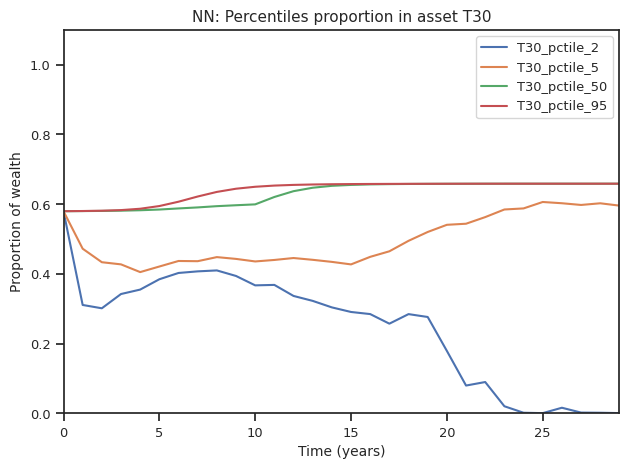 NN: Percentiles proportion in asset T30
T30_pctile_2
T30_pctile_5
T30_pctile_50
T30_pctile_95
Proportion of wealth
1.0
0.8
0.6
0.4
0.2
0.0
0 5 10 15 20 25
Time (years)